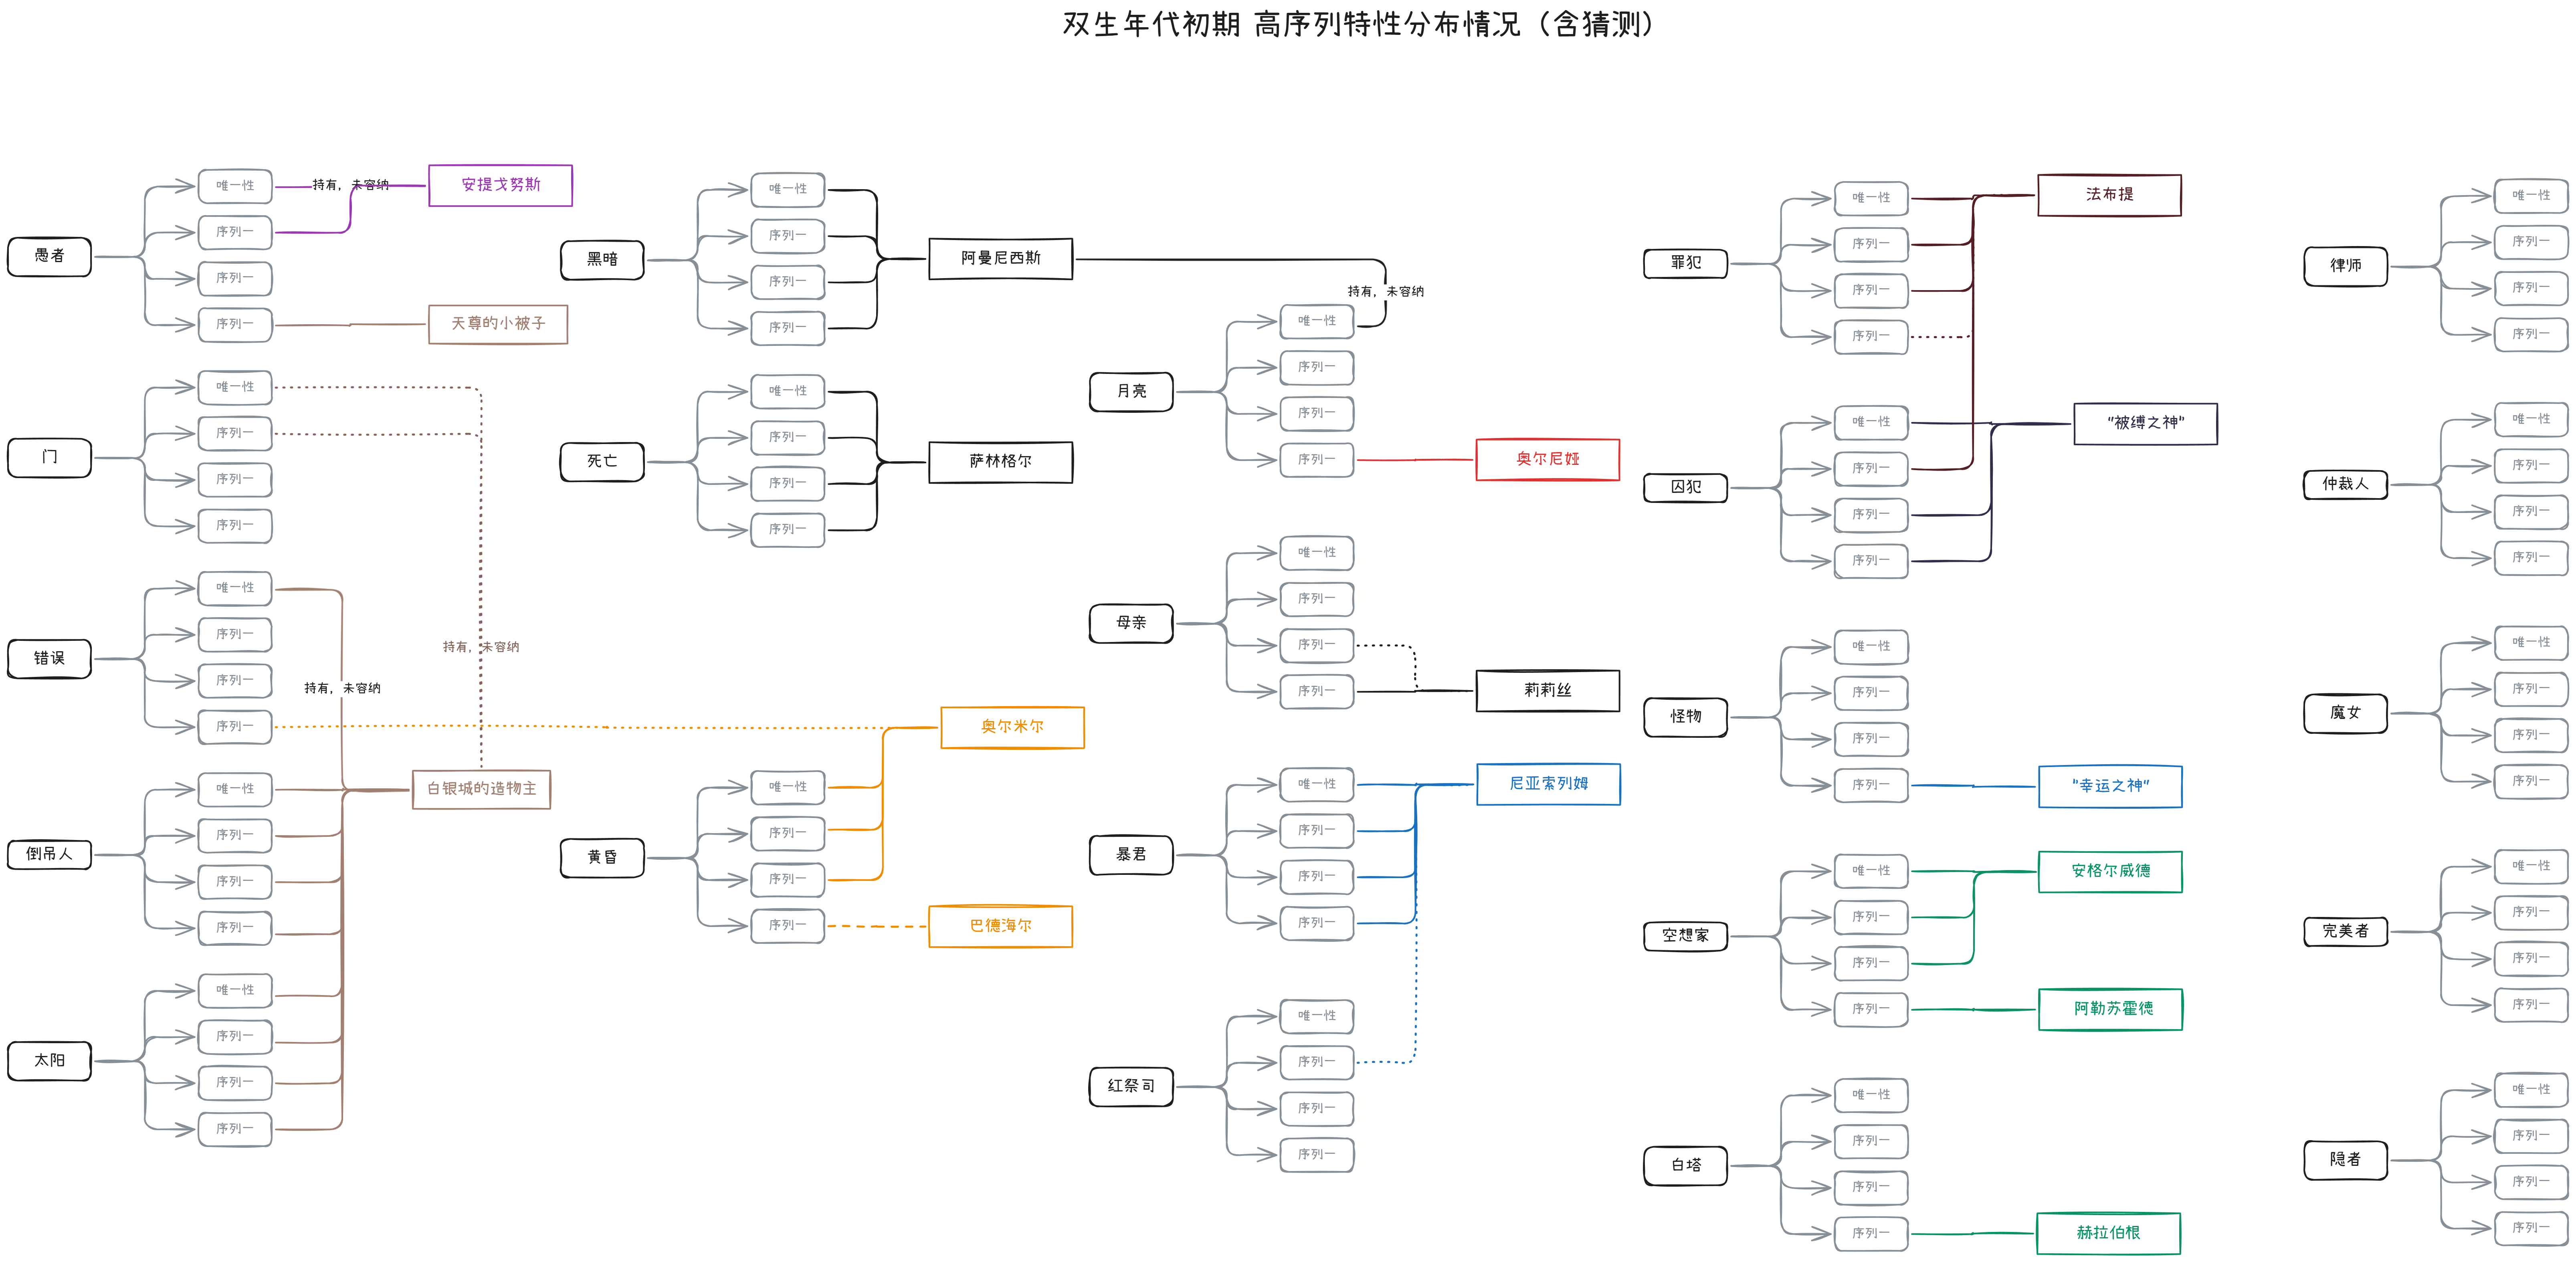 双生年代初期 高序列特性分布情况（含猜测）
愚者
唯一性
序列一
序列一
序列一
持有，未容纳
安提戈努斯
天尊的小被子
门
唯一性
序列一
序列一
序列一
持有，未容纳
错误
唯一性
序列一
序列一
序列一
持有，未容纳
倒吊人
唯一性
序列一
序列一
序列一
白银城的造物主
太阳
唯一性
序列一
序列一
序列一
黑暗
唯一性
序列一
序列一
序列一
阿曼尼西斯
死亡
唯一性
序列一
序列一
序列一
萨林格尔
奥尔米尔
黄昏
唯一性
序列一
序列一
序列一
巴德海尔
持有，未容纳
月亮
唯一性
序列一
序列一
序列一
奥尔尼娅
母亲
唯一性
序列一
序列一
序列一
莉莉丝
暴君
唯一性
序列一
序列一
序列一
尼亚索列姆
红祭司
唯一性
序列一
序列一
序列一
罪犯
唯一性
序列一
序列一
序列一
法布提
囚犯
唯一性
序列一
序列一
序列一
“被缚之神”
怪物
唯一性
序列一
序列一
序列一
“幸运之神”
空想家
唯一性
序列一
序列一
序列一
安格尔威德
阿勒苏霍德
白塔
唯一性
序列一
序列一
序列一
赫拉伯根
律师
唯一性
序列一
序列一
序列一
仲裁人
唯一性
序列一
序列一
序列一
魔女
唯一性
序列一
序列一
序列一
完美者
唯一性
序列一
序列一
序列一
隐者
唯一性
序列一
序列一
序列一